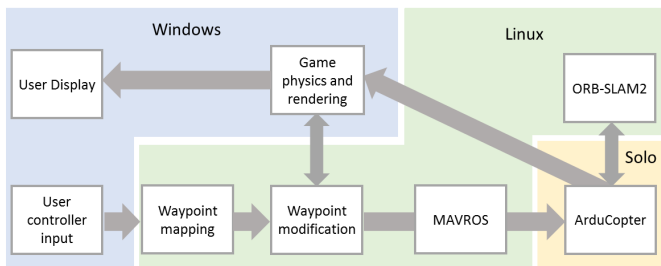 Windows
Linux
User Display
Game
physics and
rendering
ORB-SLAM2
Solo
User
controller
input
Waypoint
mapping
Waypoint
modification
MAVROS
ArduCopter